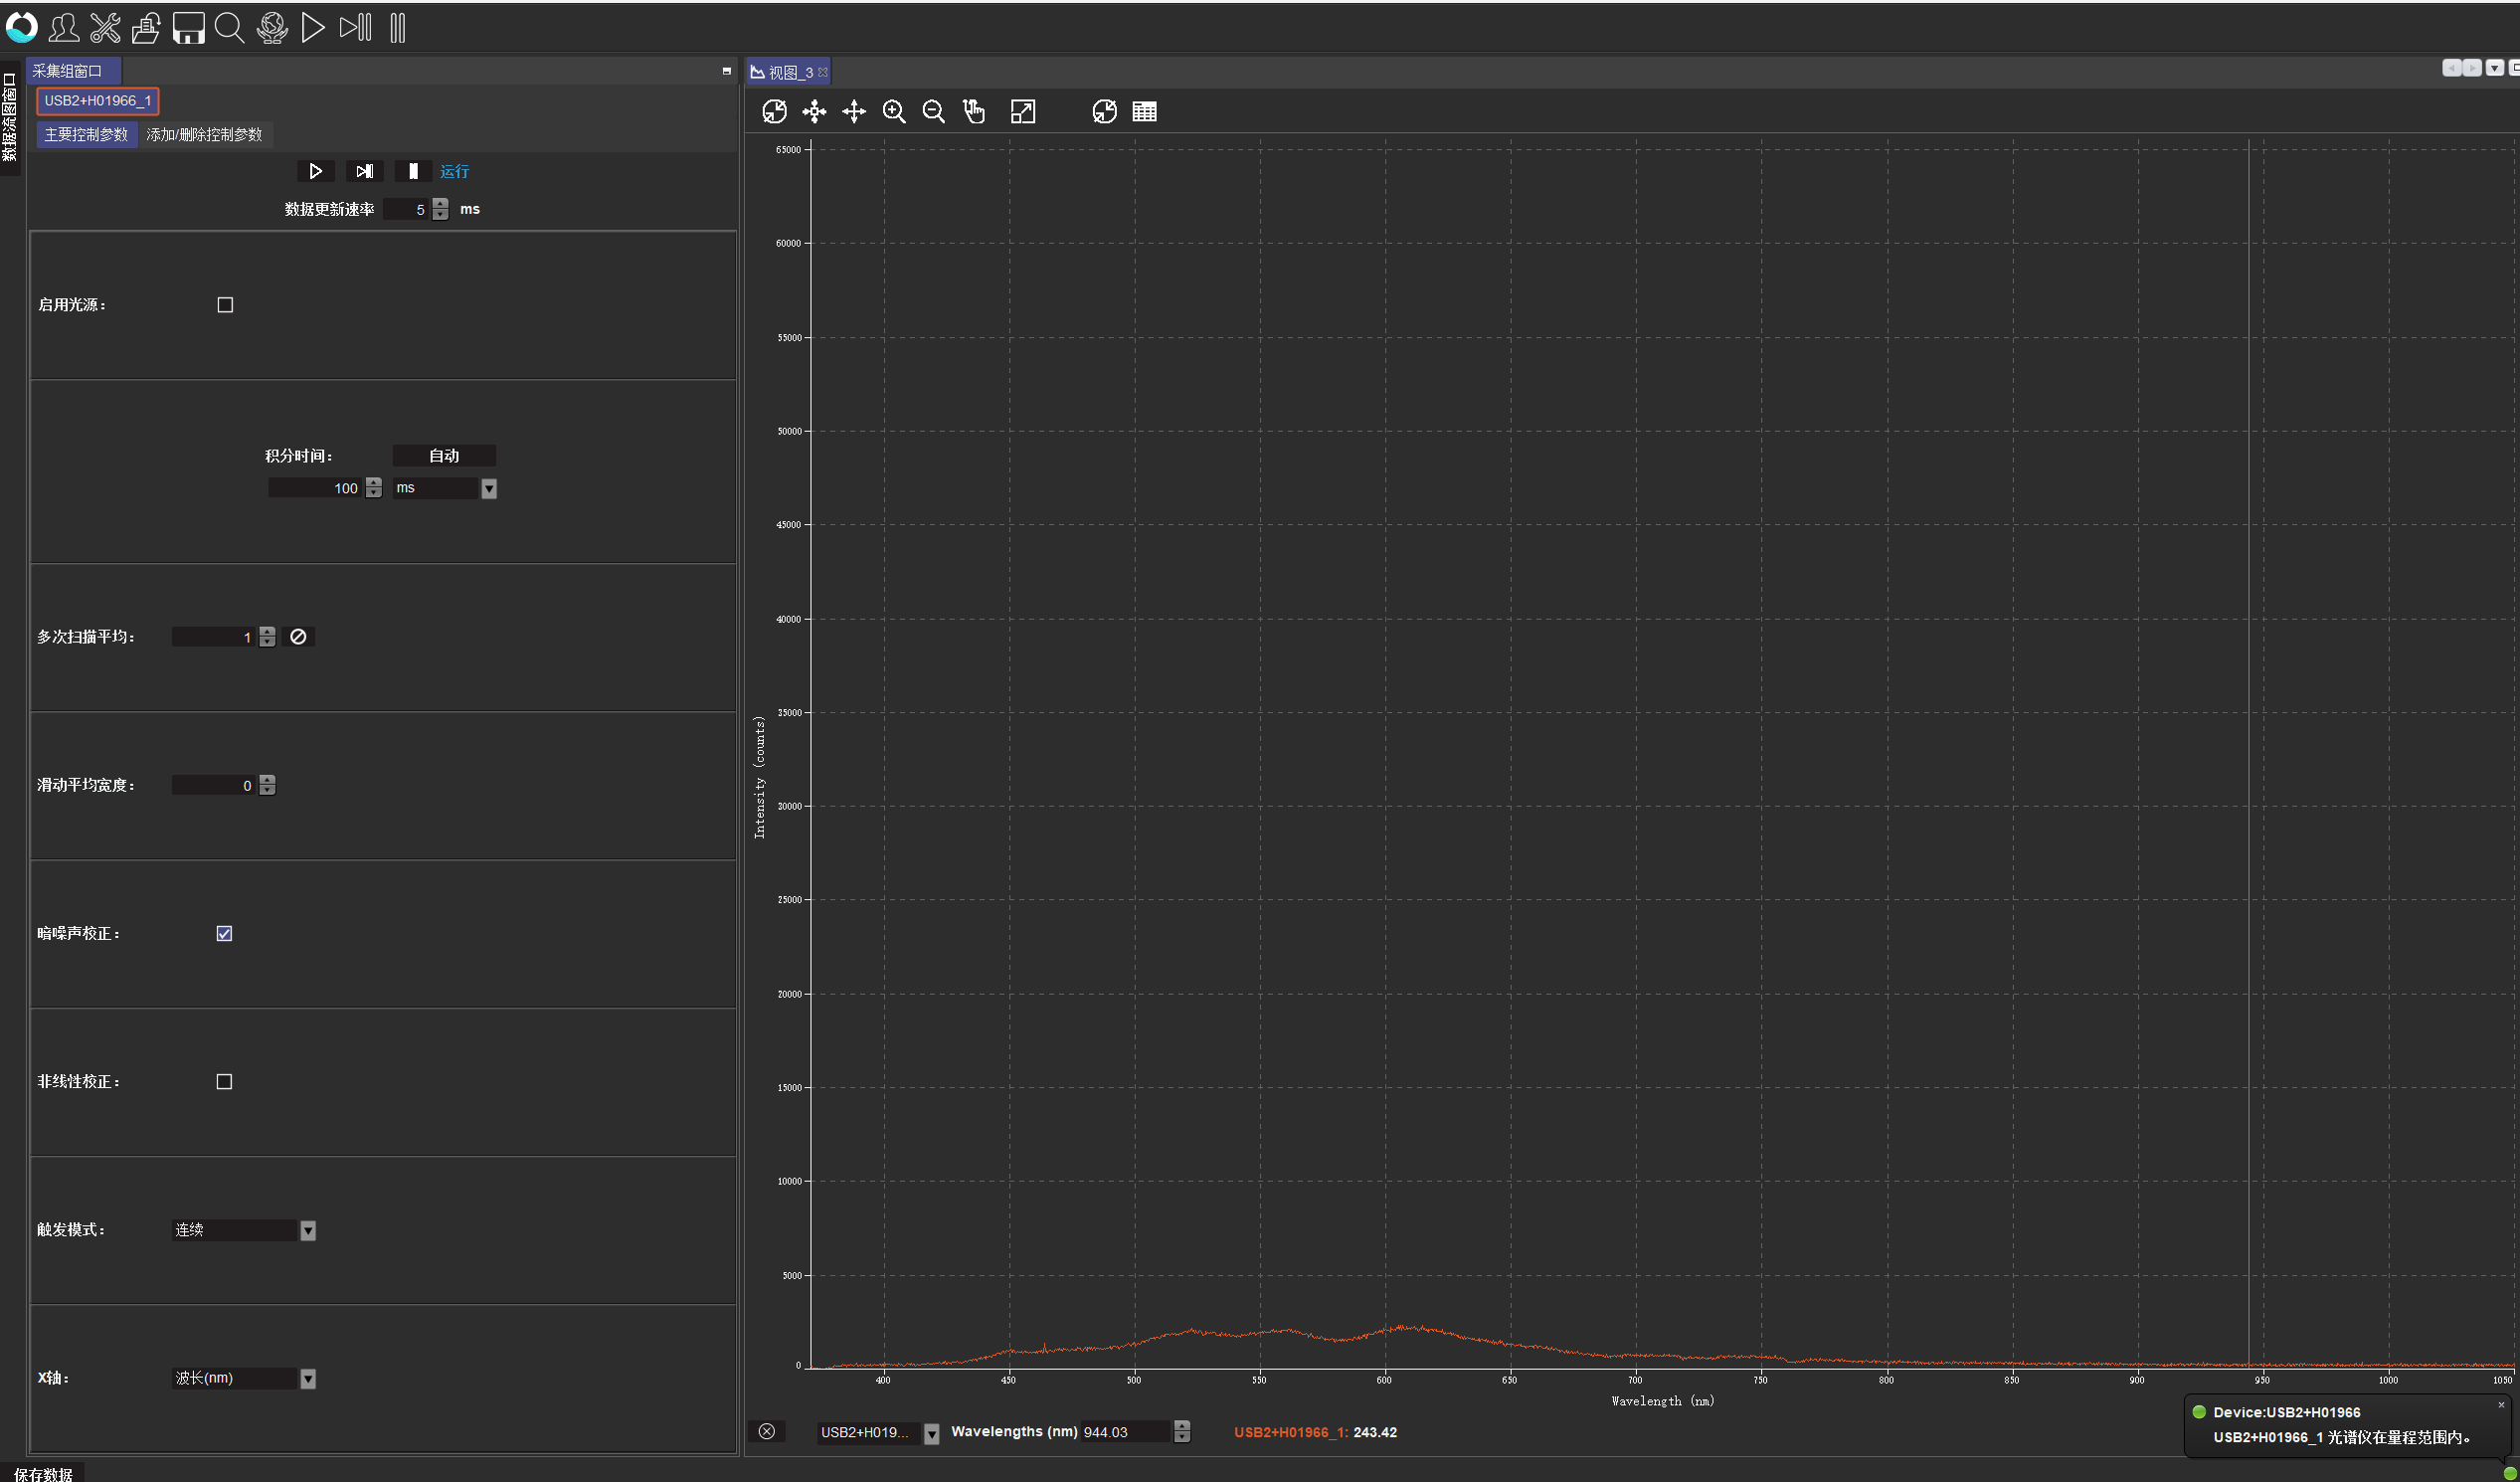 数据流图窗口
采集组窗口
USB2+H01966_1
主要控制参数 添加/删除控制参数
运行
数据更新速率 5 ms
启用光源:
积分时间: 自动
100 ms
多次扫描平均: 1
滑动平均宽度: 0
暗噪声校正:
非线性校正:
触发模式: 连续
X轴: 波长(nm)
保存数据
视图_3
65000
60000
55000
50000
45000
40000
35000
30000
25000
20000
15000
10000
5000
0
Intensity (counts)
400 450 500 550 600 650 700 750 800 850 900 950 1000 1050
Wavelength (nm)
USB2+H019... Wavelengths (nm) 944.03 USB2+H01966_1: 243.42
Device:USB2+H01966
USB2+H01966_1 光谱仪在量程范围内。